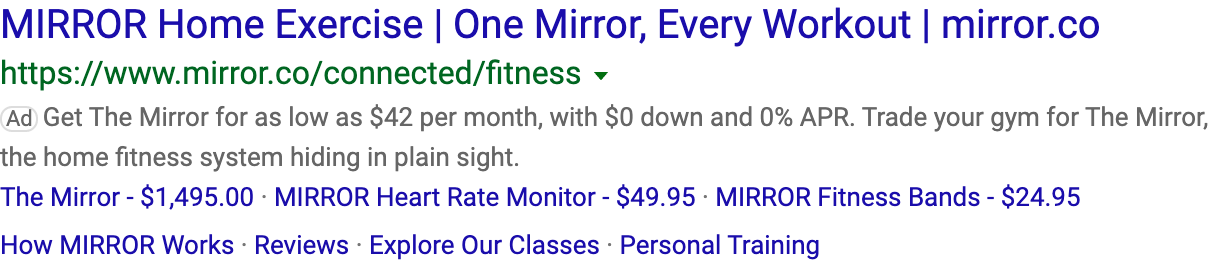 MIRROR Home Exercise | One Mirror, Every Workout | mirror.co
https://www.mirror.co/connected/fitness
Ad Get The Mirror for as low as $42 per month, with $0 down and 0% APR. Trade your gym for The Mirror,
the home fitness system hiding in plain sight.
The Mirror - $1,495.00 · MIRROR Heart Rate Monitor - $49.95 · MIRROR Fitness Bands - $24.95
How MIRROR Works · Reviews · Explore Our Classes · Personal Training